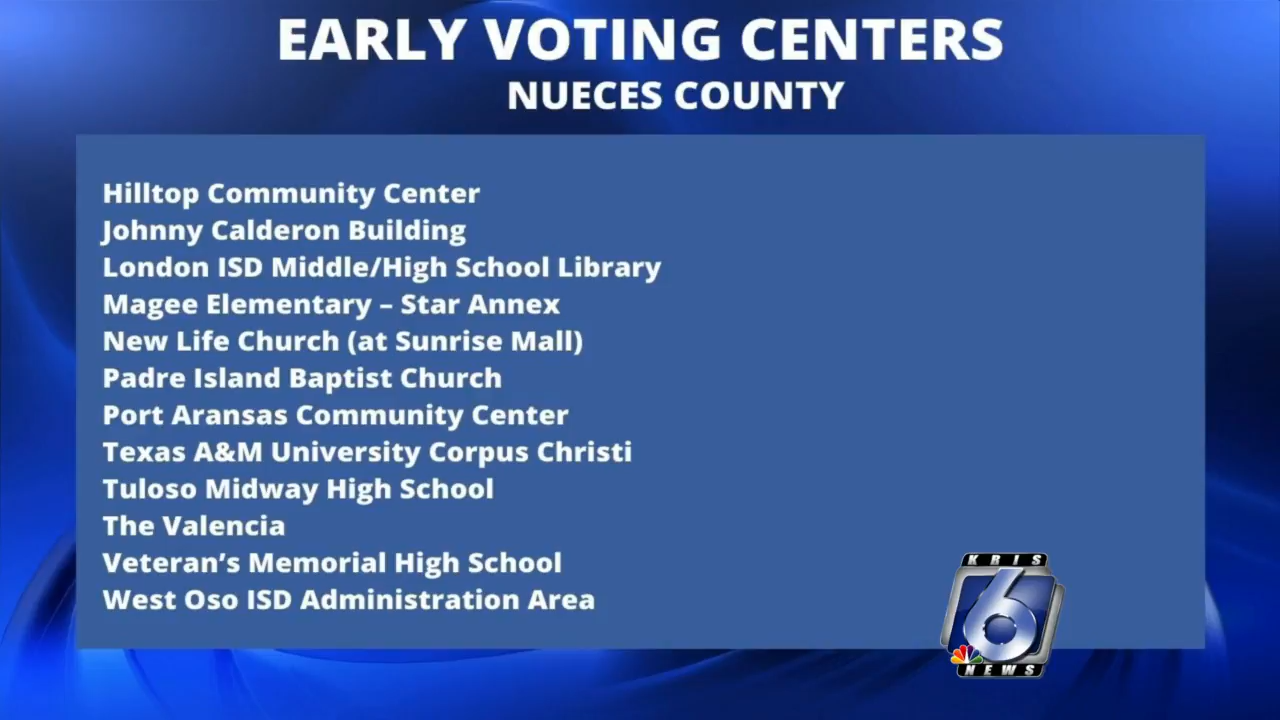 EARLY VOTING CENTERS
NUECES COUNTY
Hilltop Community Center
Johnny Calderon Building
London ISD Middle/High School Library
Magee Elementary – Star Annex
New Life Church (at Sunrise Mall)
Padre Island Baptist Church
Port Aransas Community Center
Texas A&M University Corpus Christi
Tuloso Midway High School
The Valencia
Veteran’s Memorial High School
West Oso ISD Administration Area
KRIS
6
NEWS